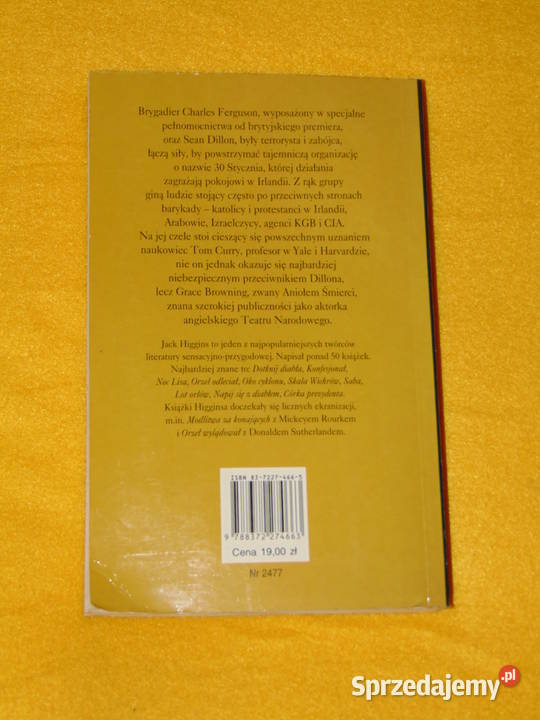 Brygadier Charles Ferguson, wyposażony w specjalne
pełnomocnictwa od brytyjskiego premiera,
oraz Sean Dillon, były terrorysta i zabójca,
łączą siły, by powstrzymać tajemniczą organizację
o nazwie 30 Stycznia, której działania
zagrażają pokojowi w Irlandii. Z rąk grupy
giną ludzie stojący często po przeciwnych stronach
barykady – katolicy i protestanci w Irlandii,
Arabowie, Izraelczycy, agenci KGB i CIA.
Na jej czele stoi cieszący się powszechnym uznaniem
naukowiec Tom Curry, profesor w Yale i Harvardzie,
nie on jednak okazuje się najbardziej
niebezpiecznym przeciwnikiem Dillona,
lecz Grace Browning, zwany Aniołem Śmierci,
znana szerokiej publiczności jako aktorka
angielskiego Teatru Narodowego.
Jack Higgins to jeden z najpopularniejszych twórców
literatury sensacyjno-przygodowej. Napisał ponad 50 książek.
Najbardziej znane to: Dotknij diabła, Konfesjonał,
Noc Lisa, Orzeł odleciał, Oko cyklonu, Skala Wichrów, Saba,
Lot orłów, Napij się z diabłem, Córka prezydenta.
Książki Higginsa doczekały się licznych ekranizacji,
m.in. Modlitwa za konających z Mickeyem Rourkem
i Orzeł wylądował z Donaldem Sutherlandem.
ISBN 83-7227-466-5
9 788372 274663
Cena 19,00 zł
Nr 2477
Sprzedajemy.pl